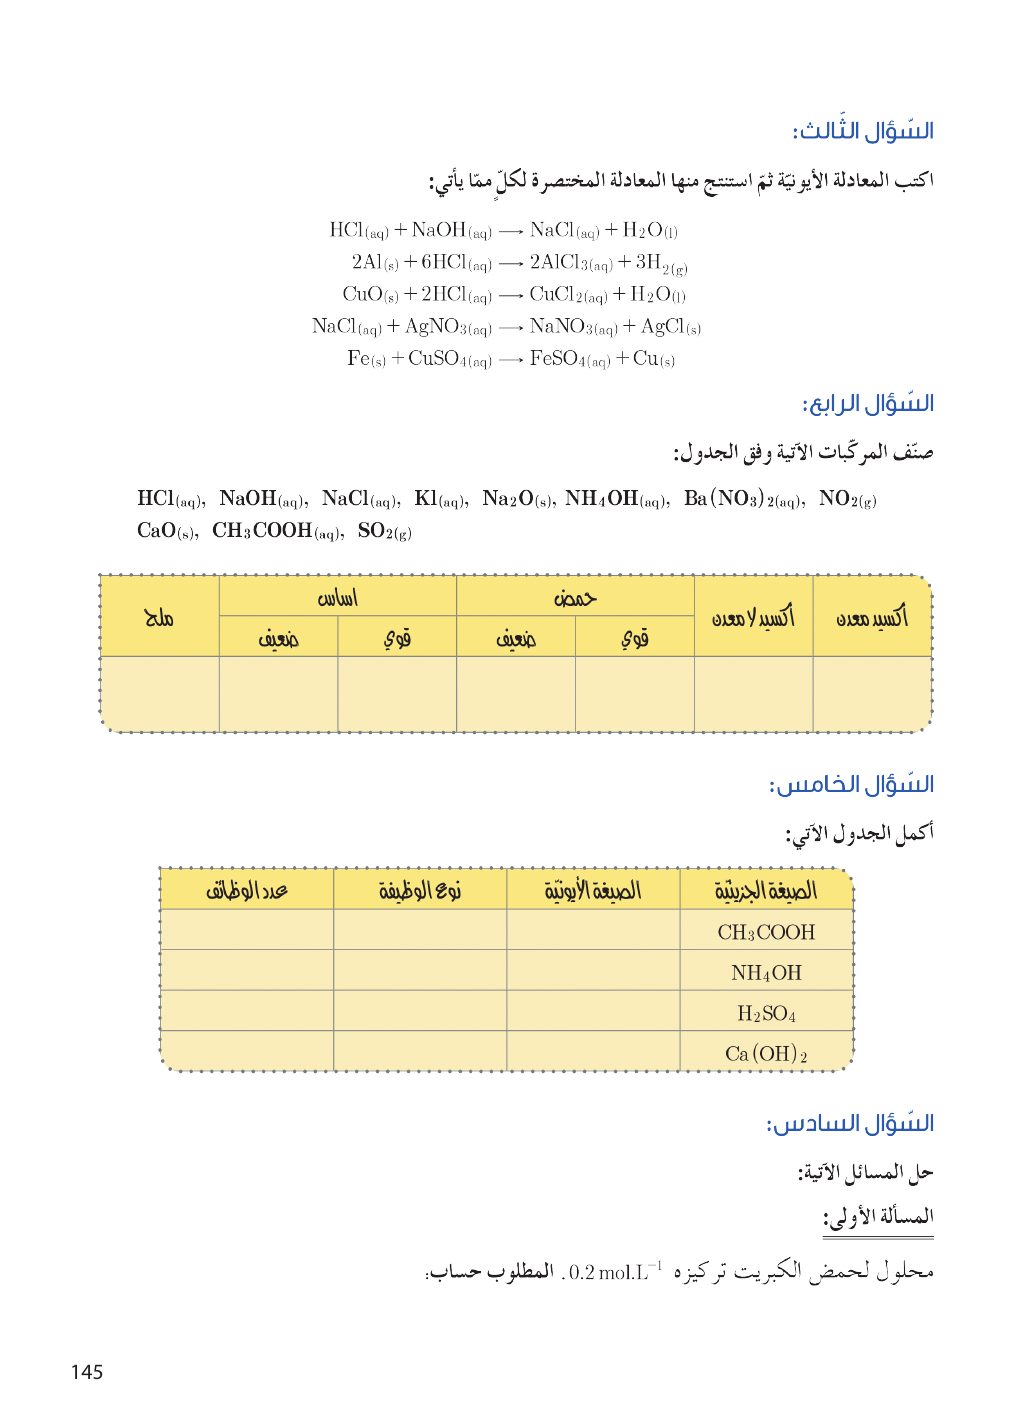 السّؤال الثّالث:
اكتب المعادلة الأيونيّة ثمّ استنتج منها المعادلة المختصرة لكلٍّ ممّا يأتي:
HCl(aq) + NaOH(aq) ⟶ NaCl(aq) + H2O(l)
2Al(s) + 6HCl(aq) ⟶ 2AlCl3(aq) + 3H2(g)
CuO(s) + 2HCl(aq) ⟶ CuCl2(aq) + H2O(l)
NaCl(aq) + AgNO3(aq) ⟶ NaNO3(aq) + AgCl(s)
Fe(s) + CuSO4(aq) ⟶ FeSO4(aq) + Cu(s)
السّؤال الرابع:
صنّف المركّبات الآتية وفق الجدول:
HCl(aq), NaOH(aq), NaCl(aq), Kl(aq), Na2O(s), NH4OH(aq), Ba(NO3)2(aq), NO2(g)
CaO(s), CH3COOH(aq), SO2(g)
أكسيد معدن أكسيد لا معدن حمض اساس ملح
قوي ضعيف قوي ضعيف
السّؤال الخامس:
أكمل الجدول الآتي:
الصيغة الجزيئيّة الصيغة الأيونيّة نوع الوظيفة عدد الوظائف
CH3COOH
NH4OH
H2SO4
Ca(OH)2
السّؤال السادس:
حل المسائل الآتية:
المسألة الأولى:
محلول لحمض الكبريت تركيزه 0.2 mol.L⁻¹ . المطلوب حساب:
145